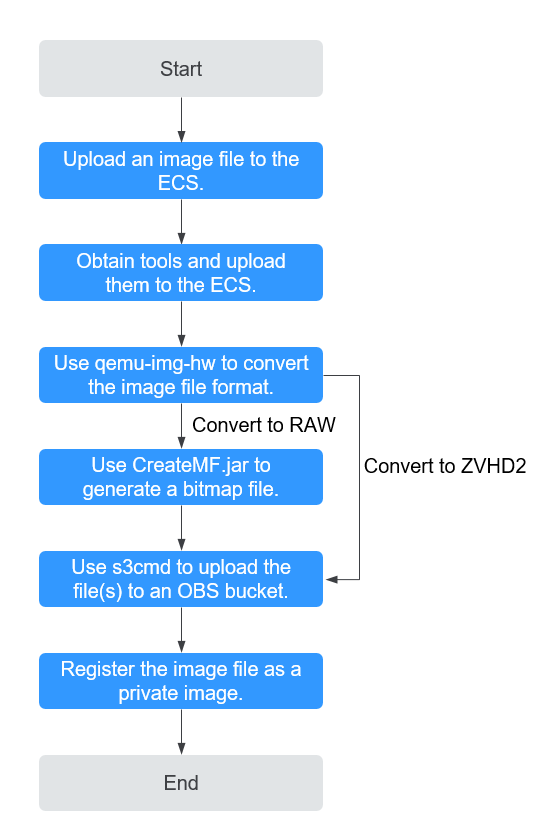 Start
Upload an image file to the
ECS.
Obtain tools and upload
them to the ECS.
Use qemu-img-hw to convert
the image file format.
Convert to RAW
Use CreateMF.jar to
generate a bitmap file.
Convert to ZVHD2
Use s3cmd to upload the
file(s) to an OBS bucket.
Register the image file as a
private image.
End